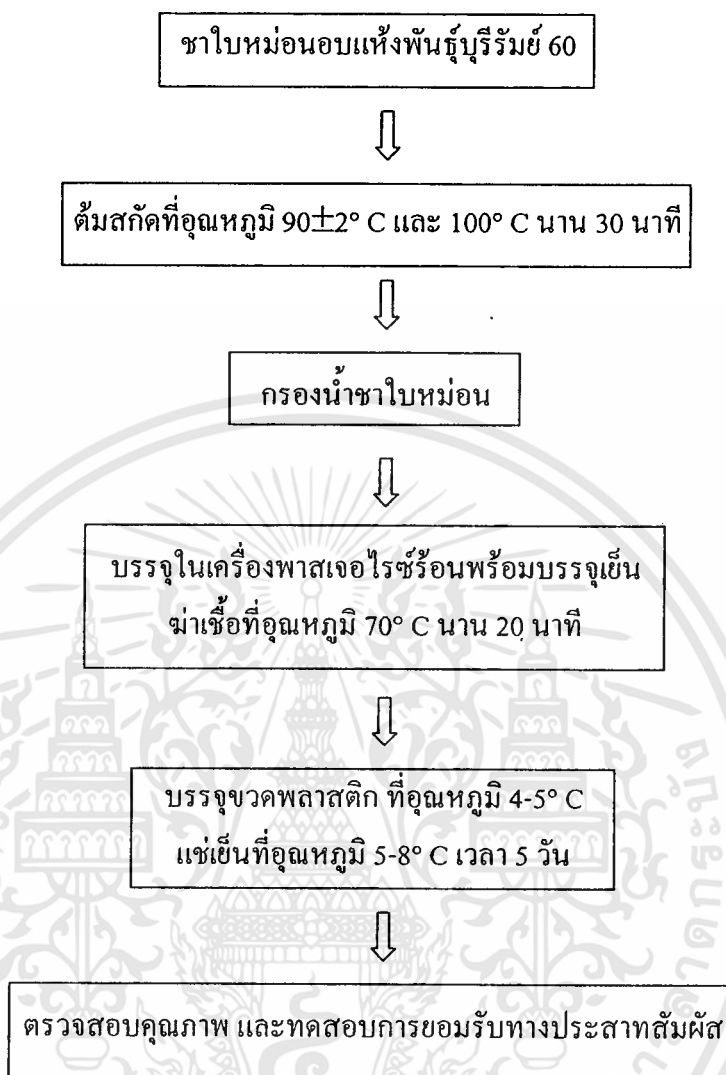 ชาใบหม่อนอบแห้งพันธุ์บุรีรัมย์ 60
ต้มสกัดที่อุณหภูมิ 90±2° C และ 100° C นาน 30 นาที
กรองน้ำชาใบหม่อน
บรรจุในเครื่องพาสเจอไรซ์ร้อนพร้อมบรรจุเย็น
ฆ่าเชื้อที่อุณหภูมิ 70° C นาน 20 นาที
บรรจุขวดพลาสติก ที่อุณหภูมิ 4-5° C
แช่เย็นที่อุณหภูมิ 5-8° C เวลา 5 วัน
ตรวจสอบคุณภาพ และทดสอบการยอมรับทางประสาทสัมผัส